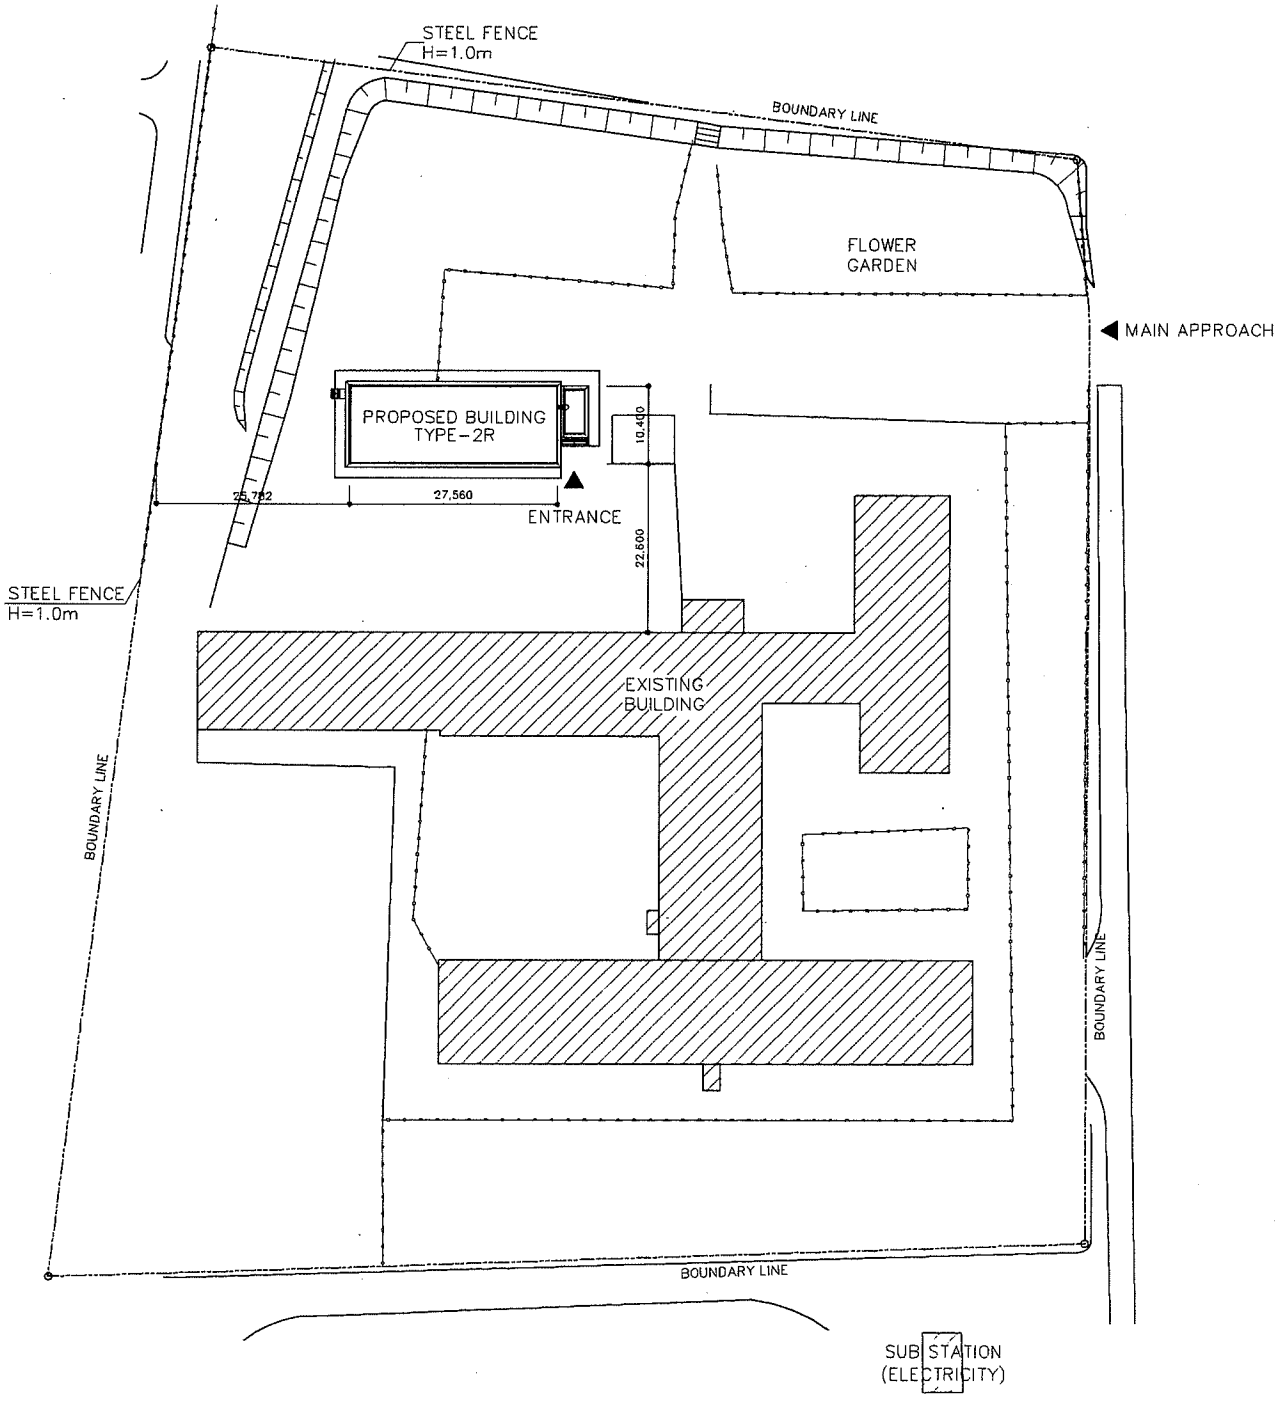 STEEL FENCE
H=1.0m
BOUNDARY LINE
FLOWER
GARDEN
MAIN APPROACH
PROPOSED BUILDING
TYPE-2R
10,400
25,782
27,560
ENTRANCE
22,600
STEEL FENCE
H=1.0m
EXISTING
BUILDING
BOUNDARY LINE
BOUNDARY LINE
BOUNDARY LINE
SUB STATION
(ELECTRICITY)